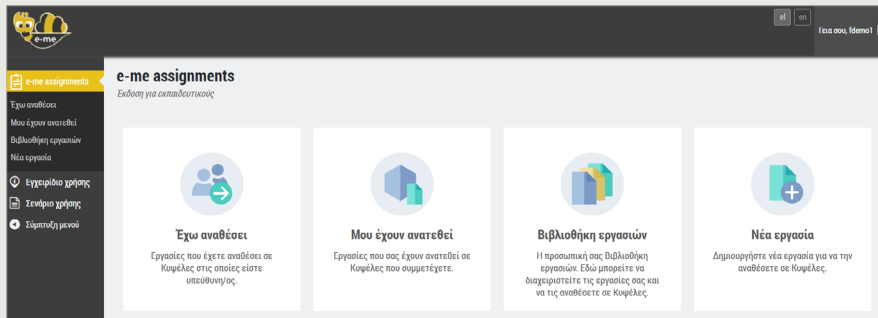 e-me
el en
Γεια σου, fdemo1
e-me assignments
Έχω αναθέσει
Μου έχουν ανατεθεί
Βιβλιοθήκη εργασιών
Νέα εργασία
Εγχειρίδιο χρήσης
Σενάριο χρήσης
Σύμπτυξη μενού
e-me assignments
Έκδοση για εκπαιδευτικούς
Έχω αναθέσει
Εργασίες που έχετε αναθέσει σε
Κυψέλες στις οποίες είστε
υπεύθυνη/ος.
Μου έχουν ανατεθεί
Εργασίες που σας έχουν ανατεθεί σε
Κυψέλες που συμμετέχετε.
Βιβλιοθήκη εργασιών
Η προσωπική σας Βιβλιοθήκη
εργασιών. Εδώ μπορείτε να
διαχειριστείτε τις εργασίες σας και
να τις αναθέσετε σε Κυψέλες.
Νέα εργασία
Δημιουργήστε νέα εργασία για να την
αναθέσετε σε Κυψέλες.